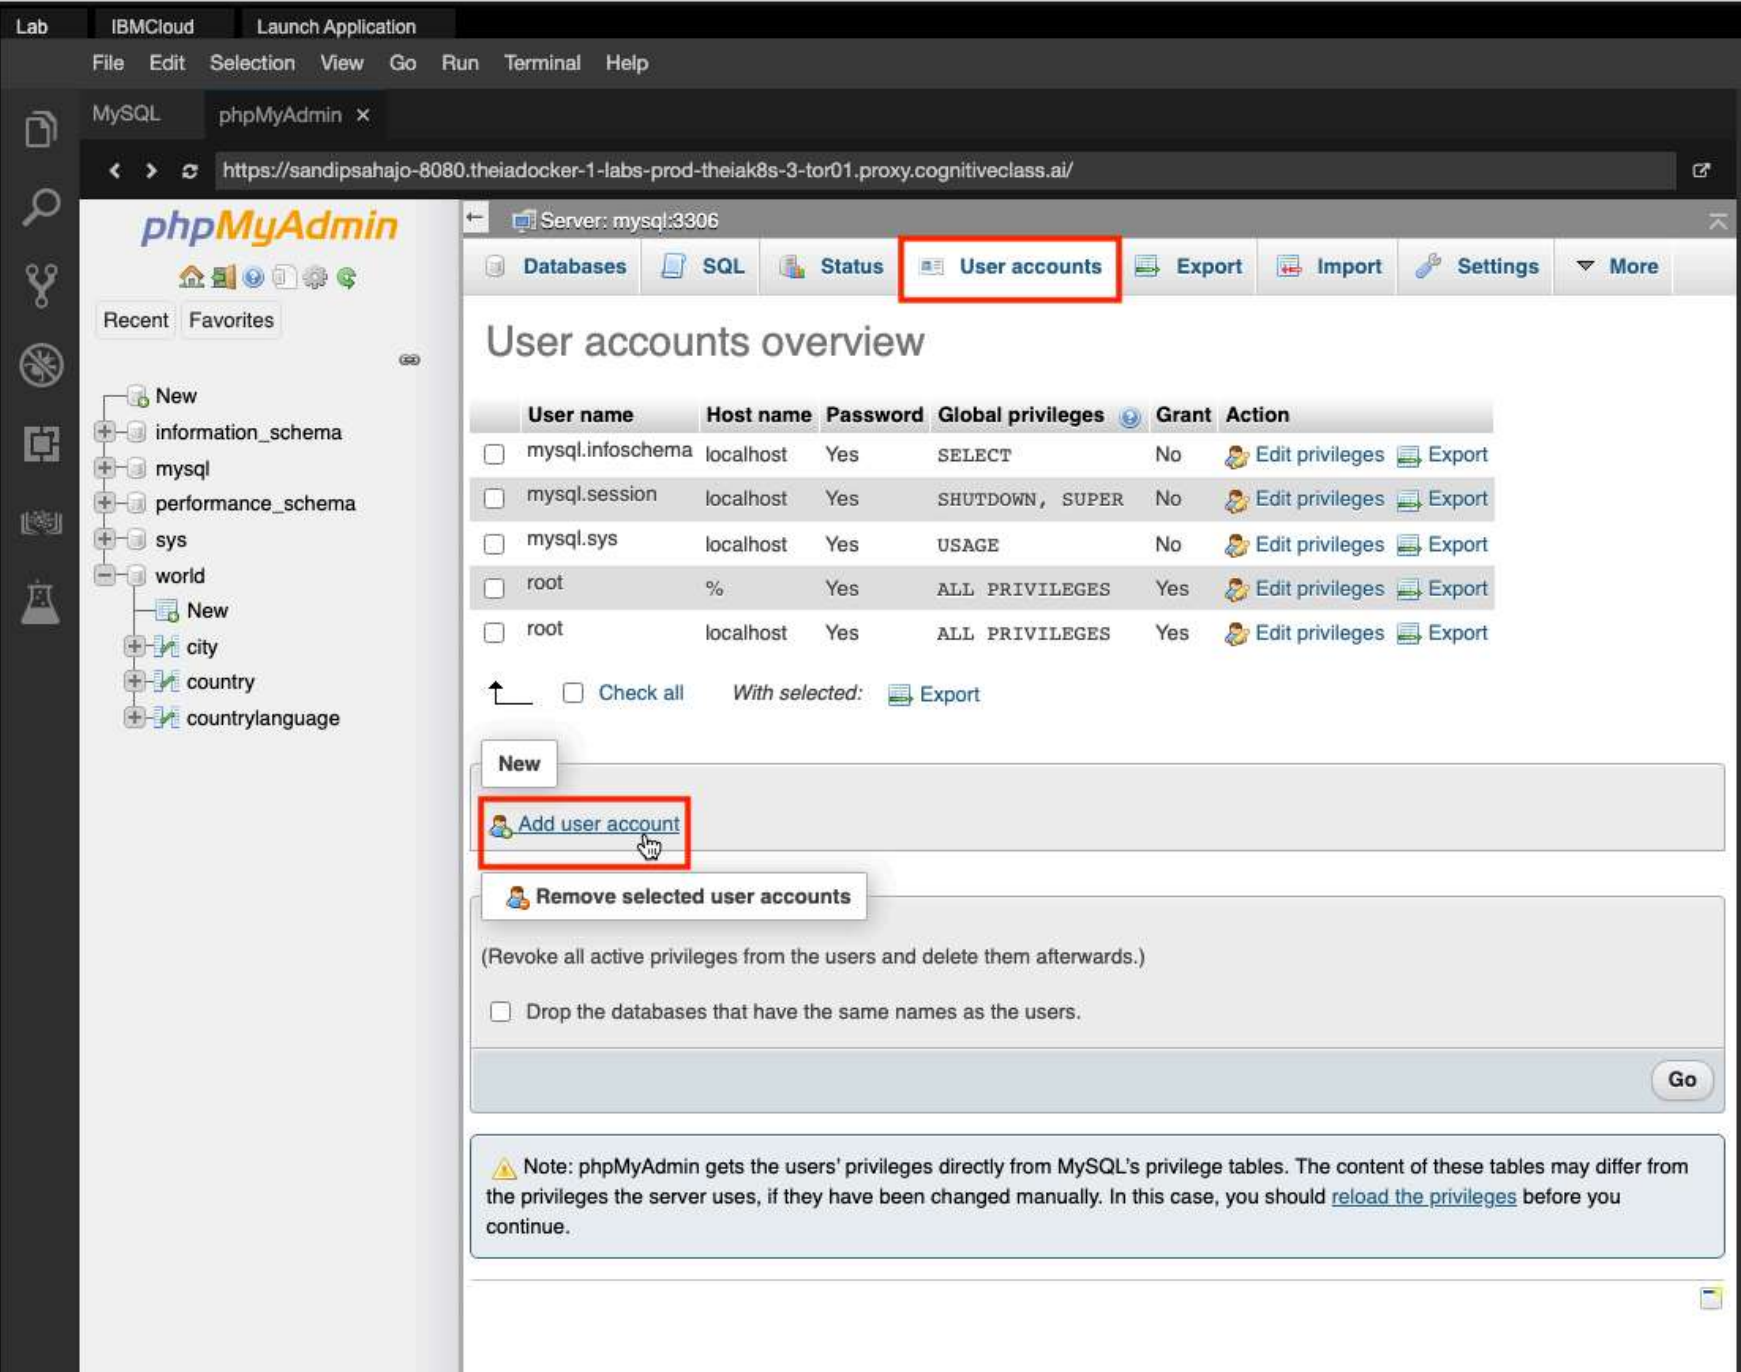 Lab IBMCloud Launch Application
File Edit Selection View Go Run Terminal Help
MySQL phpMyAdmin ×
https://sandipsahajo-8080.theiadocker-1-labs-prod-theiak8s-3-tor01.proxy.cognitiveclass.ai/
phpMyAdmin
Recent Favorites
New
information_schema
mysql
performance_schema
sys
world
New
city
country
countrylanguage
Server: mysql:3306
Databases SQL Status User accounts Export Import Settings More
User accounts overview
User name Host name Password Global privileges Grant Action
mysql.infoschema localhost Yes SELECT No Edit privileges Export
mysql.session localhost Yes SHUTDOWN, SUPER No Edit privileges Export
mysql.sys localhost Yes USAGE No Edit privileges Export
root % Yes ALL PRIVILEGES Yes Edit privileges Export
root localhost Yes ALL PRIVILEGES Yes Edit privileges Export
Check all With selected: Export
New
Add user account
Remove selected user accounts
(Revoke all active privileges from the users and delete them afterwards.)
Drop the databases that have the same names as the users.
Go
Note: phpMyAdmin gets the users' privileges directly from MySQL's privilege tables. The content of these tables may differ from
the privileges the server uses, if they have been changed manually. In this case, you should reload the privileges before you
continue.